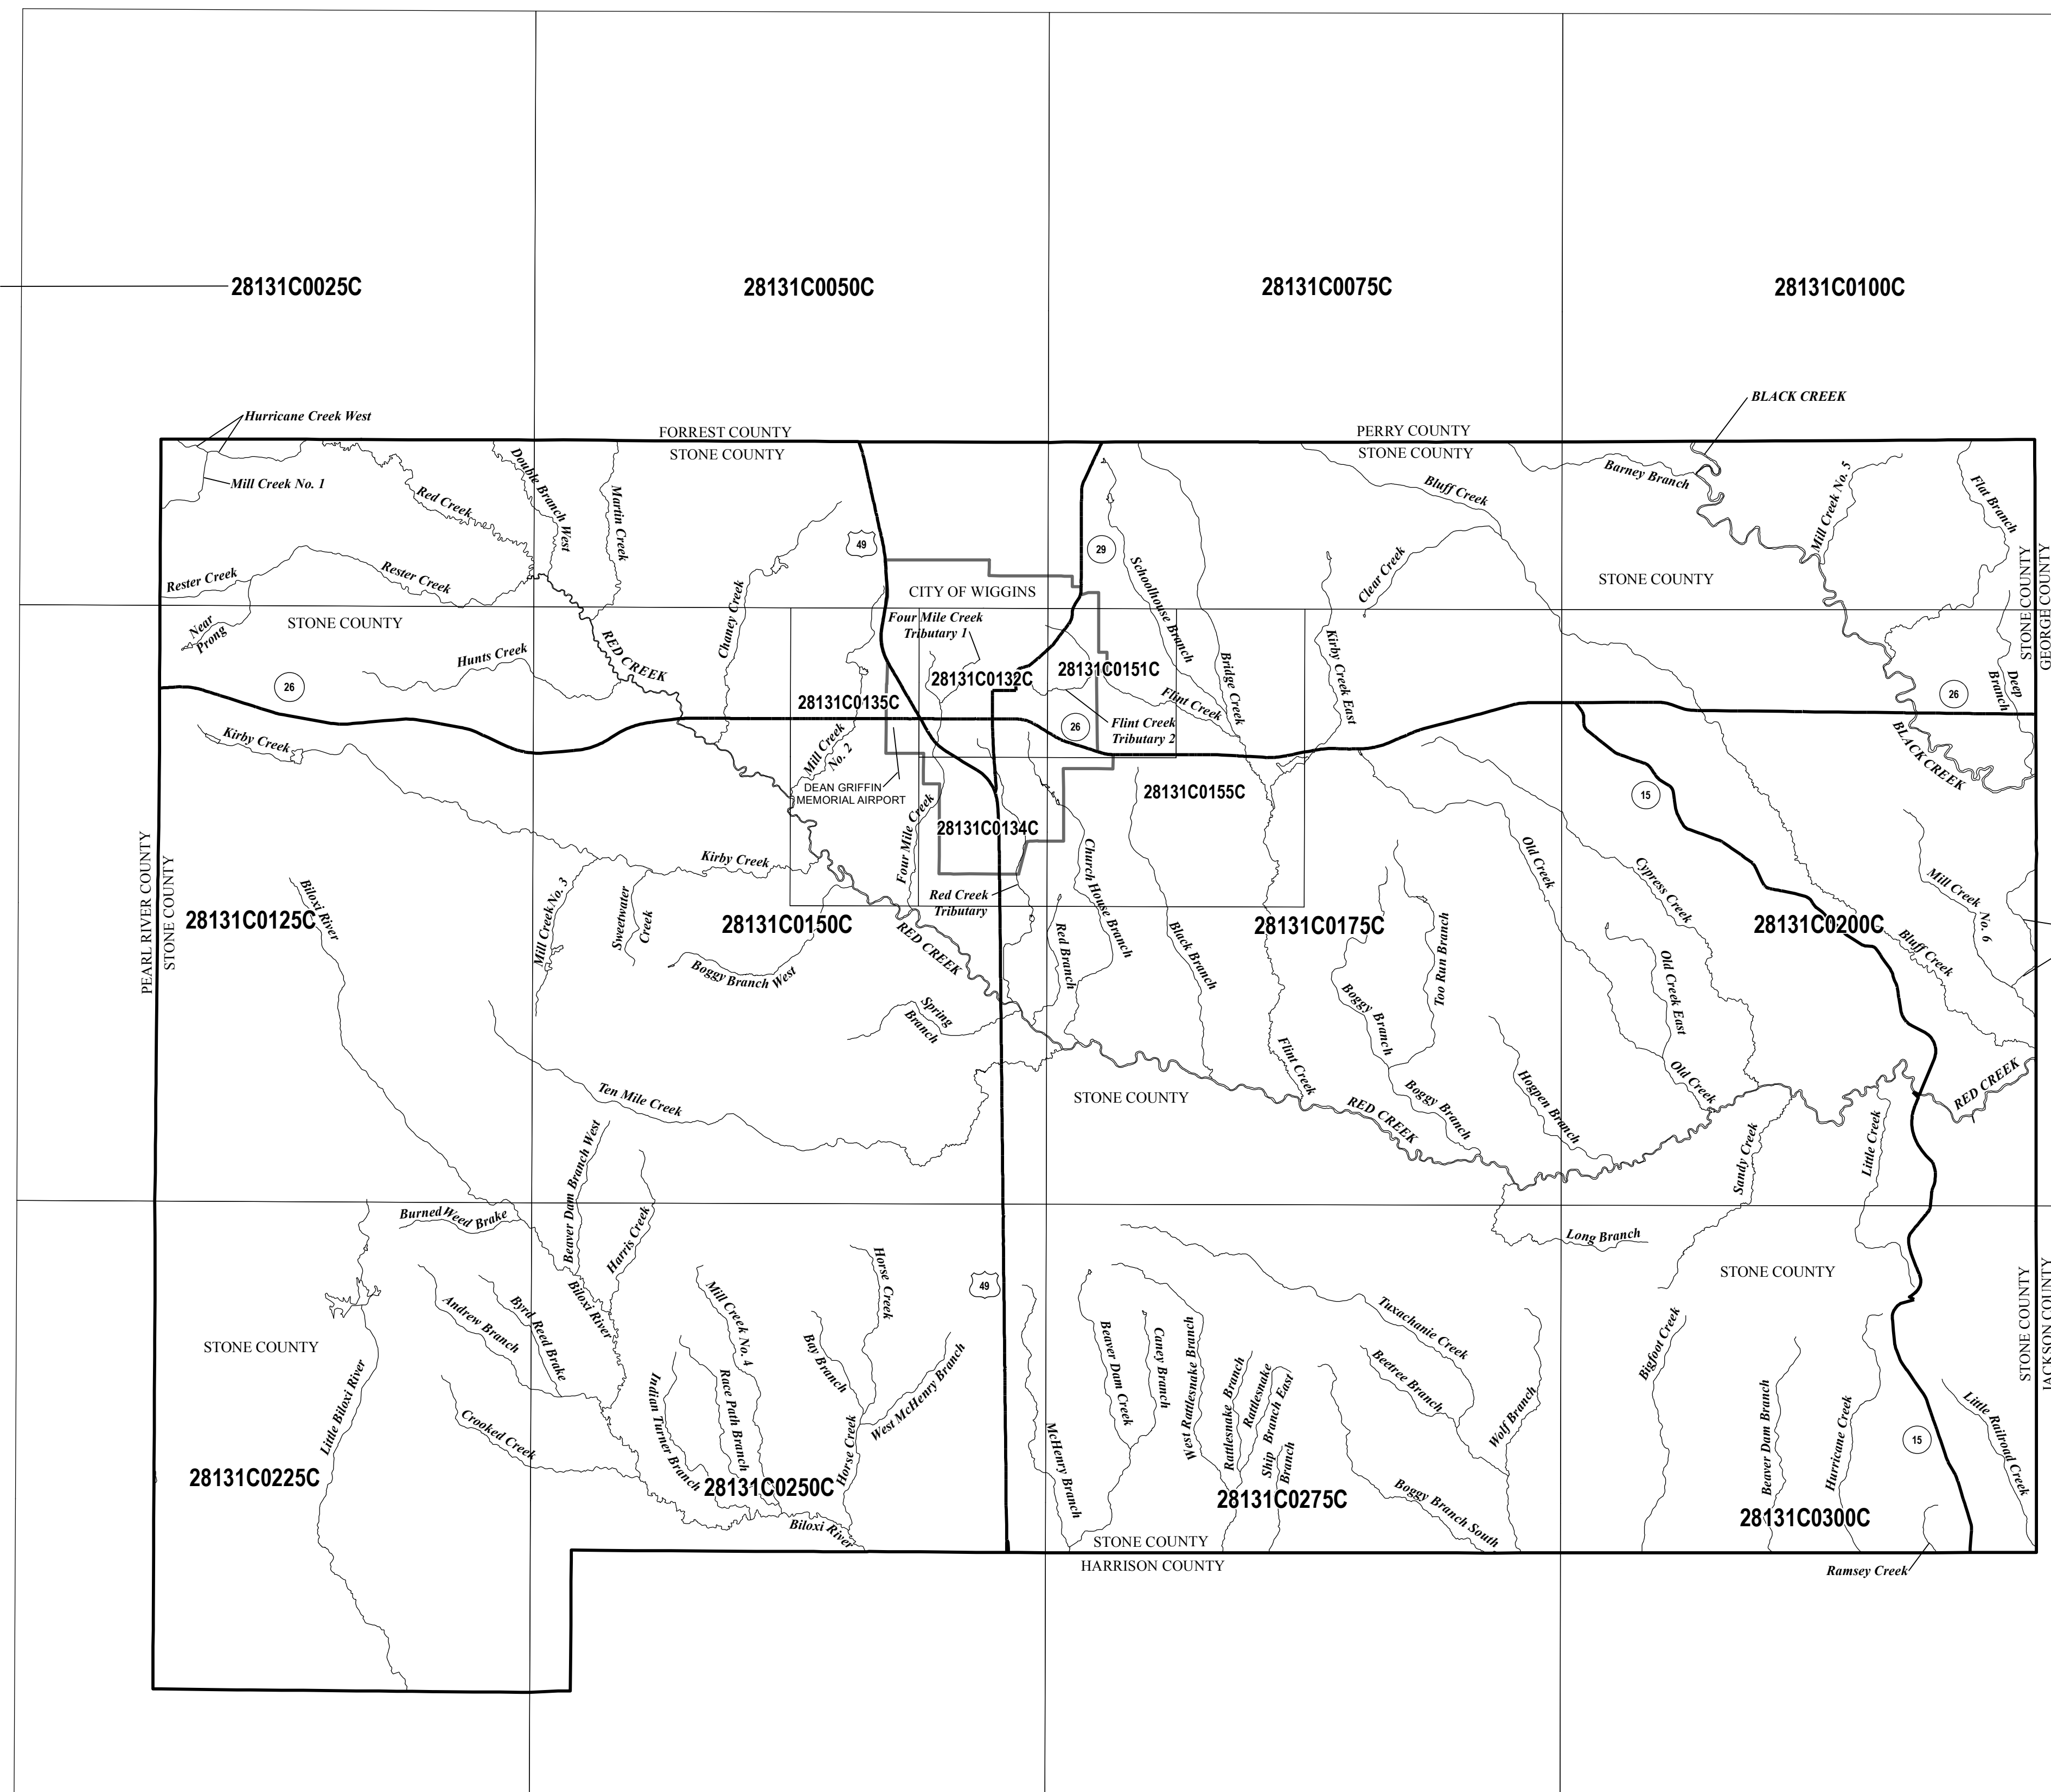 28131C0025C
28131C0050C
28131C0075C
28131C0100C
BLACK CREEK
Hurricane Creek West
FORREST COUNTY
STONE COUNTY
PERRY COUNTY
STONE COUNTY
Mill Creek No. 1
Red Creek
Double Branch West
Martin Creek
49
29
Bluff Creek
Barney Branch
Mill Creek No. 5
Flat Branch
Rester Creek
Rester Creek
Chaney Creek
CITY OF WIGGINS
Schoolhouse Branch
Clear Creek
STONE COUNTY
STONE COUNTY
GEORGE COUNTY
Near
Prong
STONE COUNTY
Hunts Creek
RED CREEK
Four Mile Creek
Tributary 1
28131C0132C
28131C0151C
Bridge Creek
Kirby Creek East
26
28131C0135C
Flint Creek
26
Flint Creek
Tributary 2
26
Deep
Branch
BLACK CREEK
Kirby Creek
Mill Creek
No. 2
DEAN GRIFFIN
MEMORIAL AIRPORT
28131C0155C
15
28131C0134C
Four Mile Creek
Kirby Creek
Church House Branch
Old Creek
Cypress Creek
Mill Creek
No. 6
PEARL RIVER COUNTY
STONE COUNTY
Biloxi River
28131C0125C
Mill Creek No. 3
Sweetwater
Creek
28131C0150C
Red Creek
Tributary
RED CREEK
Red Branch
Black Branch
28131C0175C
Too Run Branch
28131C0200C
Bluff Creek
Boggy Branch West
Spring
Branch
Boggy Branch
Old Creek East
Flint Creek
Ten Mile Creek
STONE COUNTY
RED CREEK
Boggy Branch
Hogpen Branch
Old Creek
RED CREEK
Sandy Creek
Little Creek
Beaver Dam Branch West
Burned Weed Brake
Harris Creek
Long Branch
STONE COUNTY
STONE COUNTY
JACKSON COUNTY
Horse Creek
49
Biloxi River
Andrew Branch
Byrd Reed Brake
Mill Creek No. 4
STONE COUNTY
Bay Branch
West McHenry Branch
Beaver Dam Creek
Caney Branch
West Rattlesnake Branch
Tuxachanie Creek
Beetree Branch
Bigfoot Creek
Little Biloxi River
Crooked Creek
Indian Turner Branch
Race Path Branch
Horse Creek
McHenry Branch
Rattlesnake Branch
Rattlesnake
Branch East
Ship
Branch
Wolf Branch
Beaver Dam Branch
Hurricane Creek
15
Little Railroad Creek
28131C0225C
28131C0250C
28131C0275C
Boggy Branch South
28131C0300C
Biloxi River
STONE COUNTY
HARRISON COUNTY
Ramsey Creek